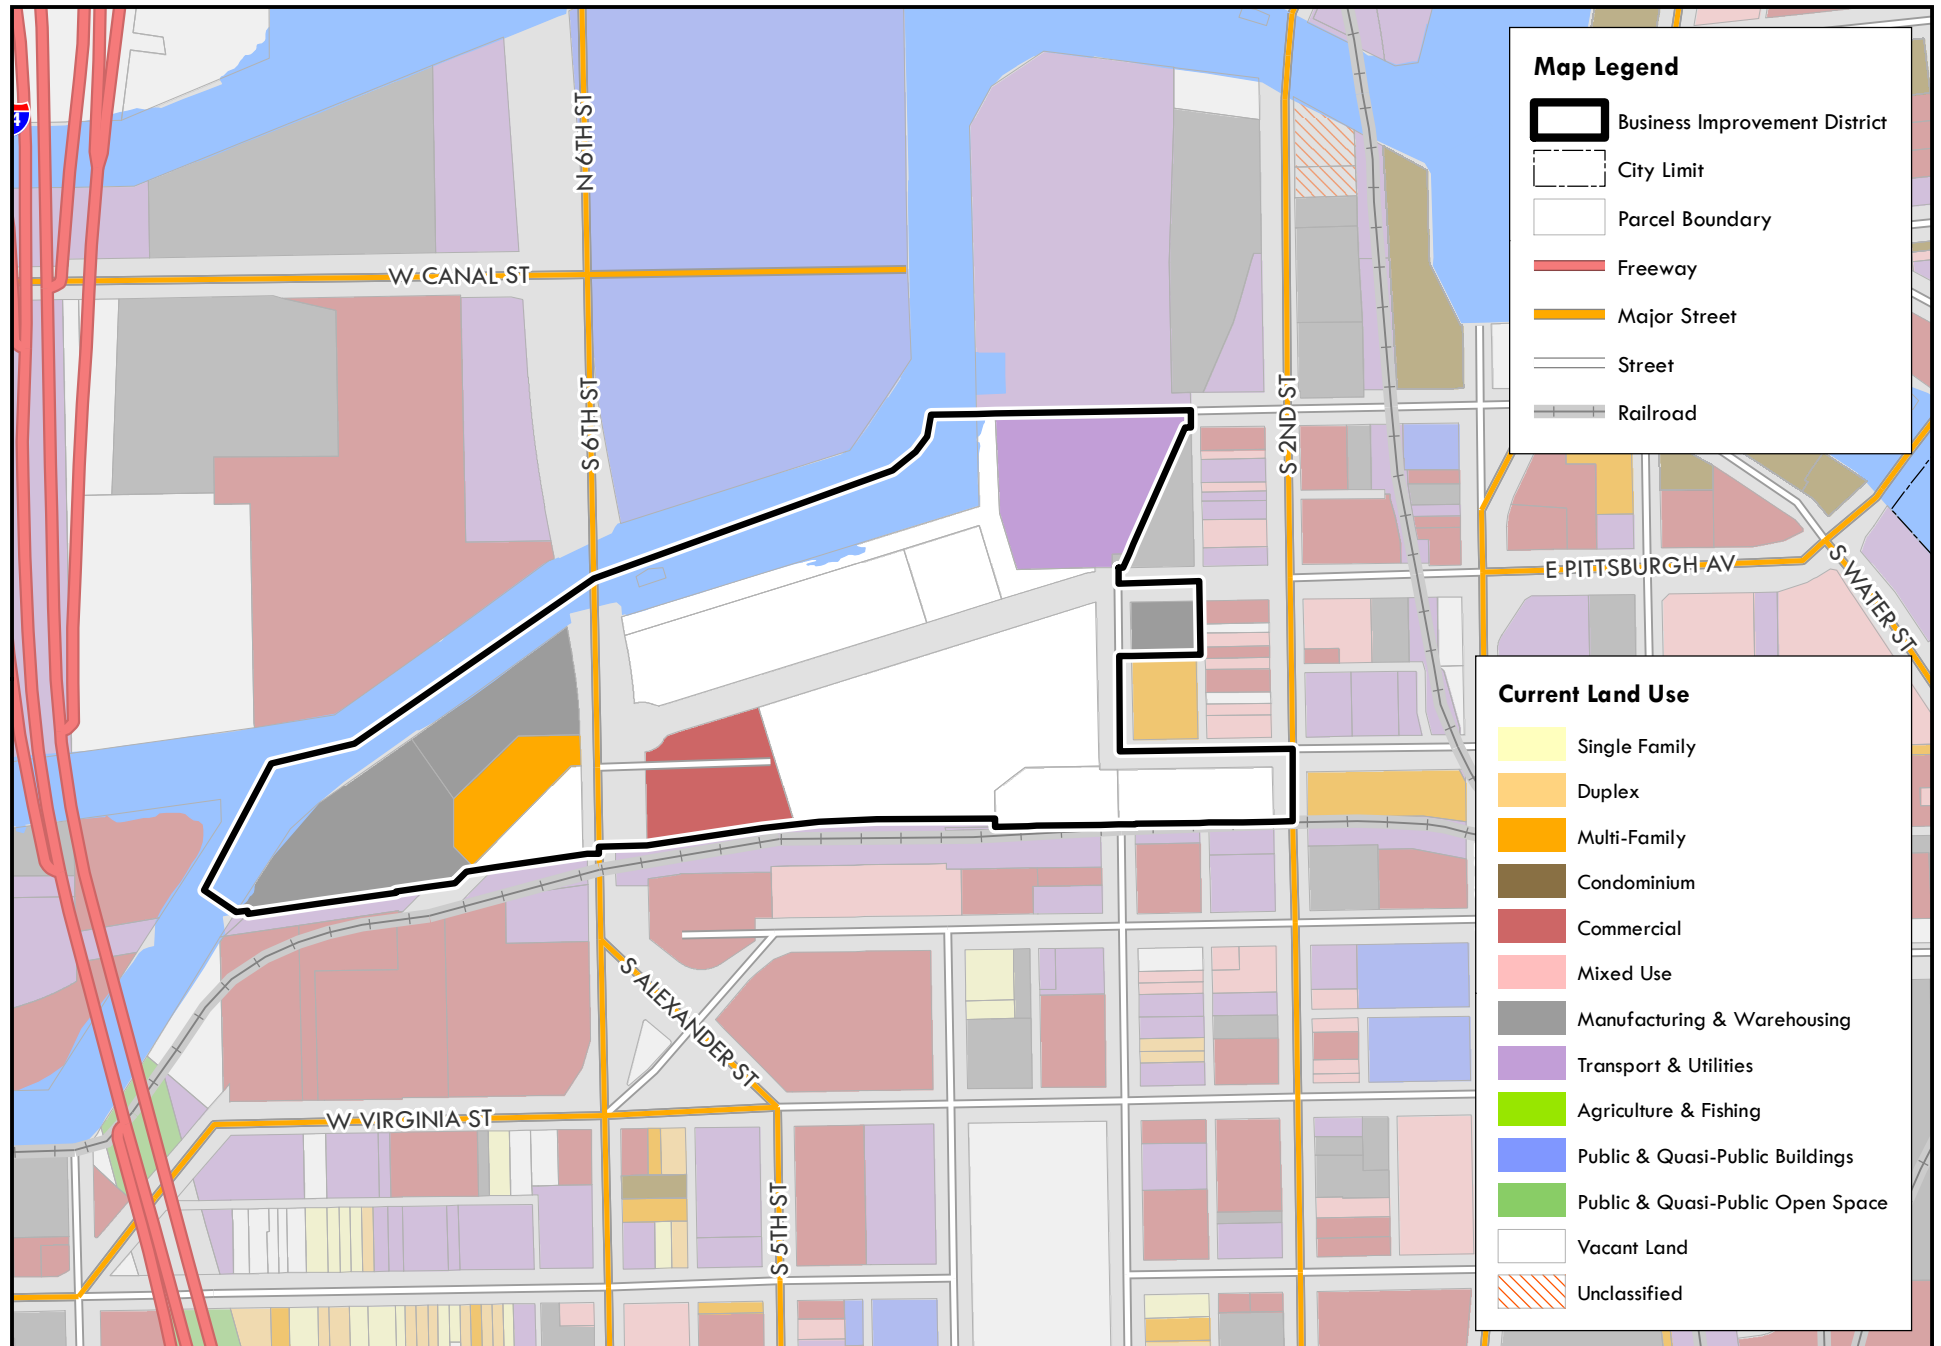 4
N 6TH ST
W CANAL ST
S 6TH ST
S 2ND ST
E PITTSBURGH AV
S WATER ST
S ALEXANDER ST
W VIRGINIA ST
S 5TH ST
Map Legend
Business Improvement District
City Limit
Parcel Boundary
Freeway
Major Street
Street
Railroad
Current Land Use
Single Family
Duplex
Multi-Family
Condominium
Commercial
Mixed Use
Manufacturing & Warehousing
Transport & Utilities
Agriculture & Fishing
Public & Quasi-Public Buildings
Public & Quasi-Public Open Space
Vacant Land
Unclassified